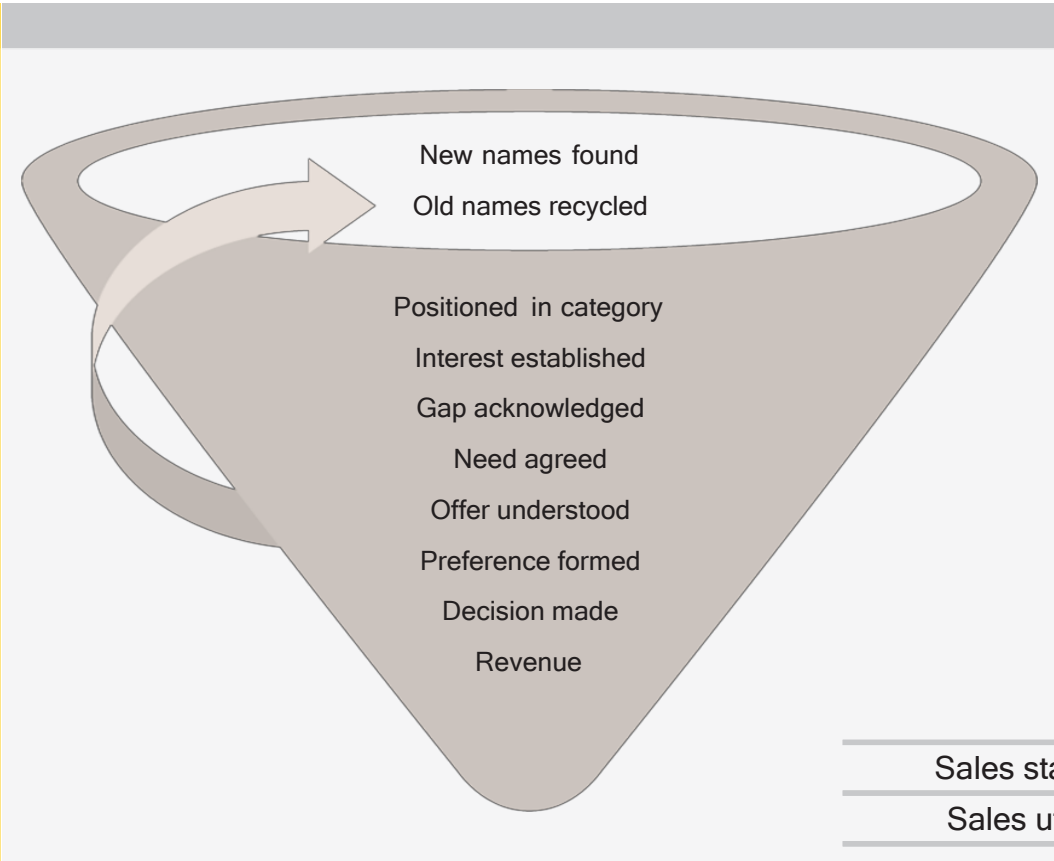 New names found
Old names recycled
Positioned in category
Interest established
Gap acknowledged
Need agreed
Offer understood
Preference formed
Decision made
Revenue
Sales
Sales